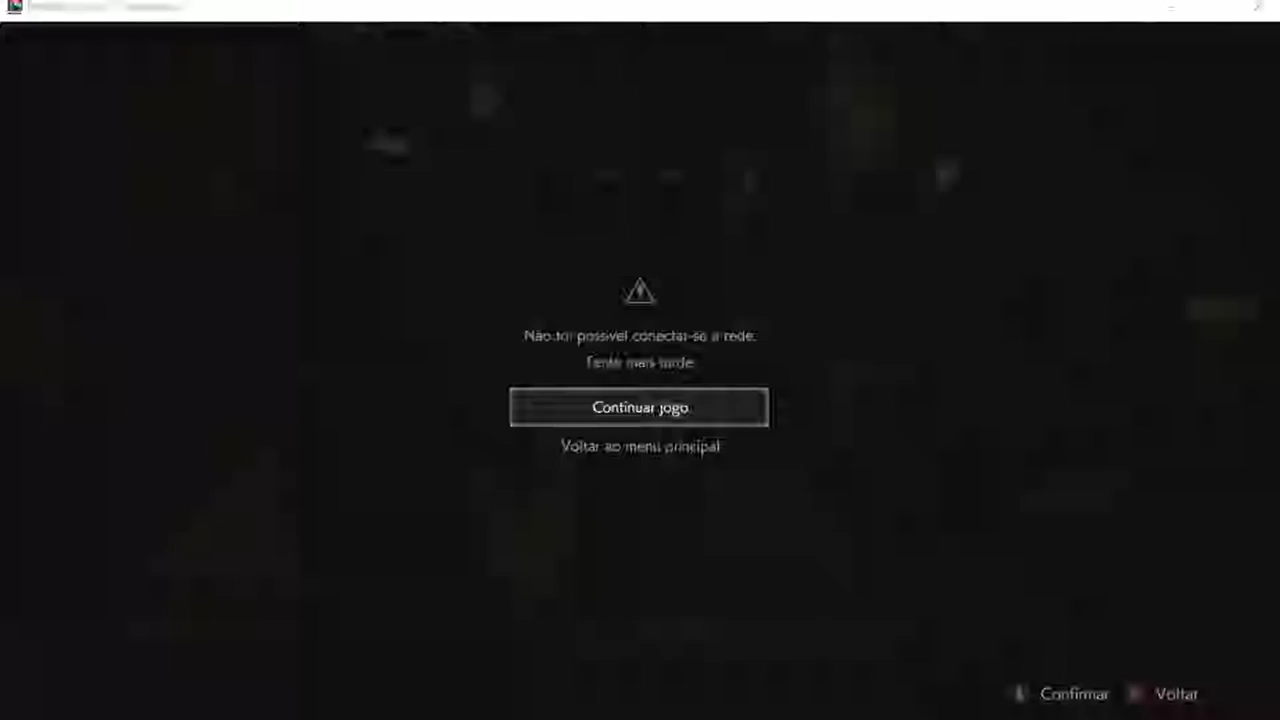 Não foi possível conectar-se à rede.
Tente mais tarde.
Continuar jogo
Voltar ao menu principal
Confirmar Voltar